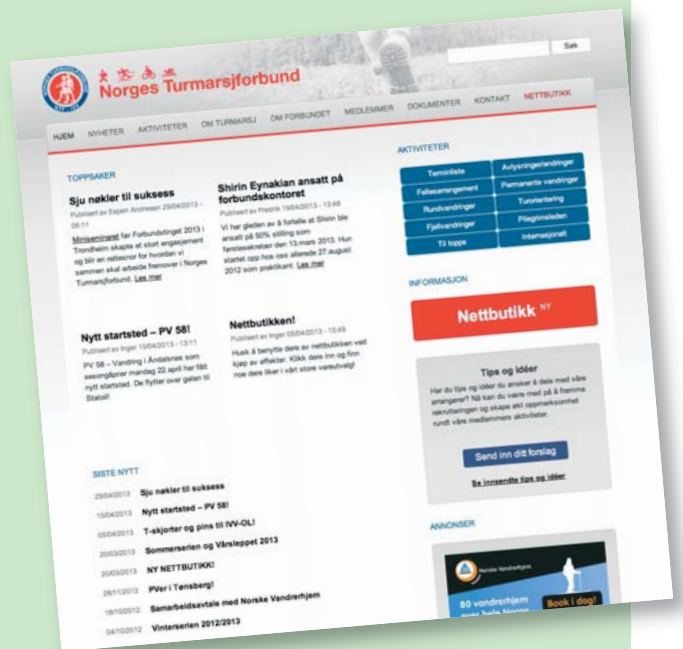 Norges Turmarsjforbund
Søk
HJEM NYHETER AKTIVITETER OM TURMARSJ OM FORBUNDET MEDLEMMER DOKUMENTER KONTAKT NETTBUTIKK
TOPPSAKER
Sju nøkler til suksess
Publisert av Espen Andresen 29/04/2013 -
Miniseminaret før Forbundstinget 2013 i
Trondheim skapte et stort engasjement
og blir en rettesnor for hvordan vi
sammen skal arbeide fremover i Norges
Turmarsjforbund. Les mer
Shirin Eynakian ansatt på
forbundskontoret
Publisert av Fredrik 19/04/2013 - 13:48
Vi har gleden av å fortelle at Shirin ble
ansatt på 50% stilling som
førstesekretær den 13.mars 2013. Hun
startet opp hos oss allerede 27.august
2012 som praktikant. Les mer
Nytt startsted – PV 58!
Publisert av Inger 15/04/2013 - 13:11
PV 58 – Vandring i Åndalsnes som
sesongåpner mandag 22.april har fått
nytt startsted. De flytter over gaten til
Statoil!
Nettbutikken!
Publisert av Inger 05/04/2013 - 15:49
Husk å benytte dere av nettbutikken ved
kjøp av effekter. Klikk dere inn og finn
noe dere liker i vårt store vareutvalg!
SISTE NYTT
29/04/2013 Sju nøkler til suksess
15/04/2013 Nytt startsted – PV 58!
05/04/2013 T-skjorter og pins til IVV-OL!
20/03/2013 Sommerserien og Vårsleppet 2013
20/03/2013 NY NETTBUTIKK!
28/11/2012 PVer i Tønsberg!
18/10/2012 Samarbeidsavtale med Norske Vandrerhjem
04/10/2012 Vinterserien 2012/2013
AKTIVITETER
Terminliste Avlysninger/endringer
Fellesarrangement Permanente vandringer
Rundvandringer Turorientering
Fjellvandringer Pilegrimsleden
Til topps Internasjonalt
INFORMASJON
Nettbutikk NY
Tips og idéer
Har du tips og idéer du ønsker å dele med våre
arrangører? Nå kan du være med på å fremme
rekrutteringen og skape økt oppmerksomhet
rundt våre medlemmers aktiviteter.
Send inn ditt forslag
Se innsendte tips og idéer
ANNONSER
Norske Vandrerhjem
80 vandrerhjem
over hele Norge
Book i dag!